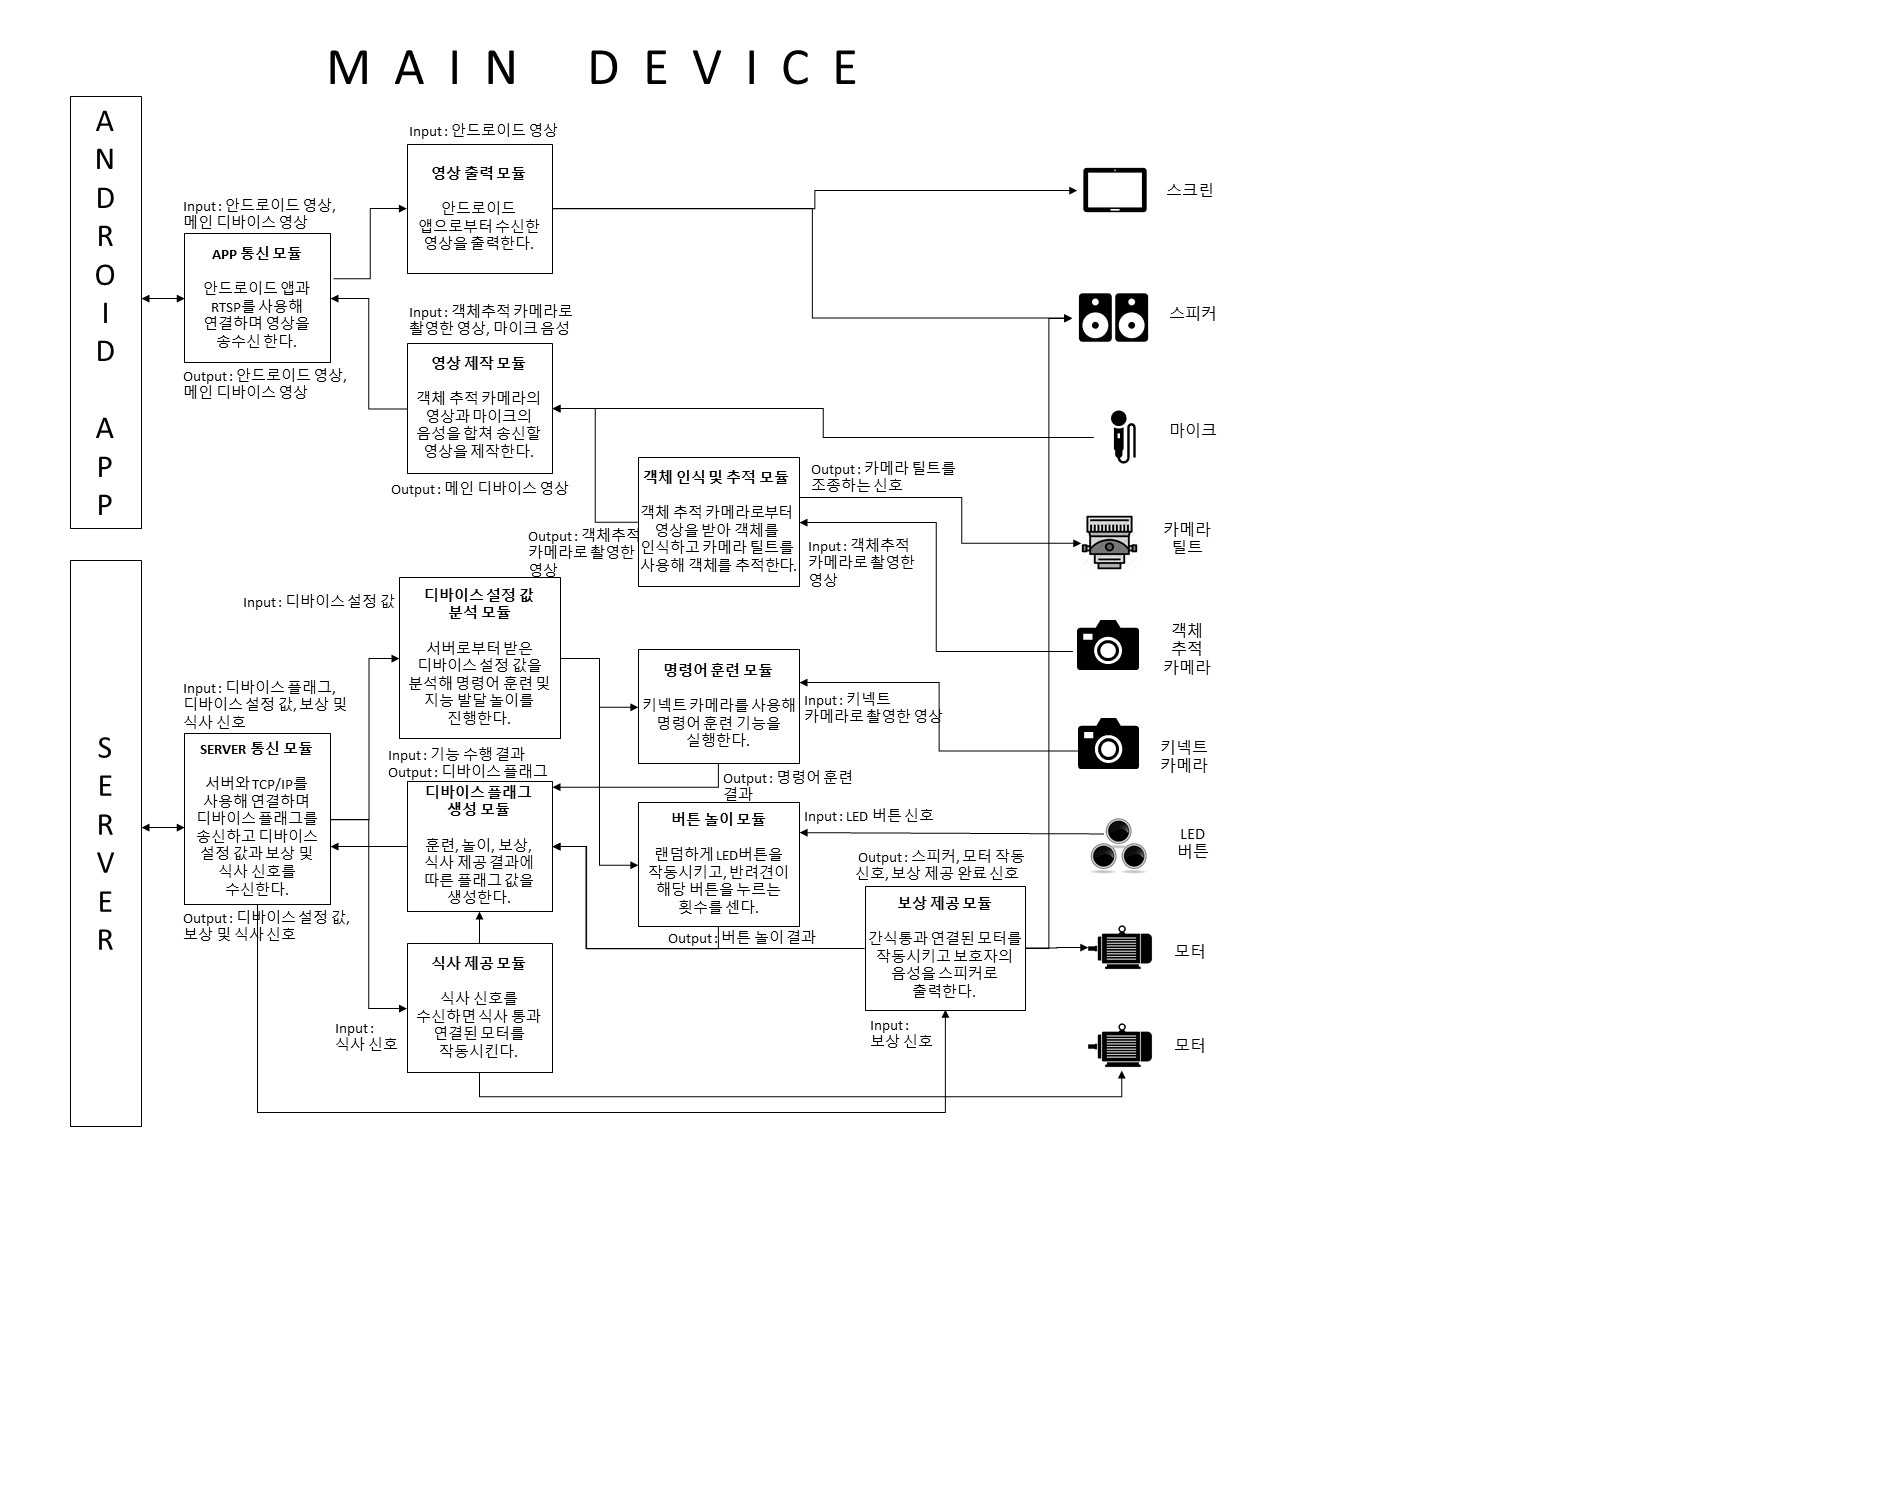 MAIN DEVICE
ANDROID APP
SERVER
Input : 안드로이드 영상,
메인 디바이스 영상
APP 통신 모듈
안드로이드 앱과
RTSP를 사용해
연결하며 영상을
송수신 한다.
Output : 안드로이드 영상,
메인 디바이스 영상
Input : 안드로이드 영상
영상 출력 모듈
안드로이드
앱으로부터 수신한
영상을 출력한다.
Input : 객체추적 카메라로
촬영한 영상, 마이크 음성
영상 제작 모듈
객체 추적 카메라의
영상과 마이크의
음성을 합쳐 송신할
영상을 제작한다.
Output : 메인 디바이스 영상
객체 인식 및 추적 모듈
객체 추적 카메라로부터
영상을 받아 객체를
인식하고 카메라 틸트를
사용해 객체를 추적한다.
Output : 카메라 틸트를
조종하는 신호
Output : 객체추적
카메라로 촬영한
영상
Input : 객체추적
카메라로 촬영한
영상
Input : 디바이스 설정 값
디바이스 설정 값
분석 모듈
서버로부터 받은
디바이스 설정 값을
분석해 명령어 훈련 및
지능 발달 놀이를
진행한다.
명령어 훈련 모듈
키넥트 카메라를 사용해
명령어 훈련 기능을
실행한다.
Input : 키넥트
카메라로 촬영한 영상
Output : 명령어 훈련
결과
Input : 디바이스 플래그,
디바이스 설정 값, 보상 및
식사 신호
SERVER 통신 모듈
서버와 TCP/IP를
사용해 연결하며
디바이스 플래그를
송신하고 디바이스
설정 값과 보상 및
식사 신호를
수신한다.
Output : 디바이스 설정 값,
보상 및 식사 신호
Input : 기능 수행 결과
Output : 디바이스 플래그
디바이스 플래그
생성 모듈
훈련, 놀이, 보상,
식사 제공 결과에
따른 플래그 값을
생성한다.
버튼 놀이 모듈
랜덤하게 LED버튼을
작동시키고, 반려견이
해당 버튼을 누르는
횟수를 센다.
Input : LED 버튼 신호
Output : 버튼 놀이 결과
Output : 스피커, 모터 작동
신호, 보상 제공 완료 신호
보상 제공 모듈
간식통과 연결된 모터를
작동시키고 보호자의
음성을 스피커로
출력한다.
Input :
보상 신호
식사 제공 모듈
식사 신호를
수신하면 식사 통과
연결된 모터를
작동시킨다.
Input :
식사 신호
스크린
스피커
마이크
카메라
틸트
객체
추적
카메라
키넥트
카메라
LED
버튼
모터
모터